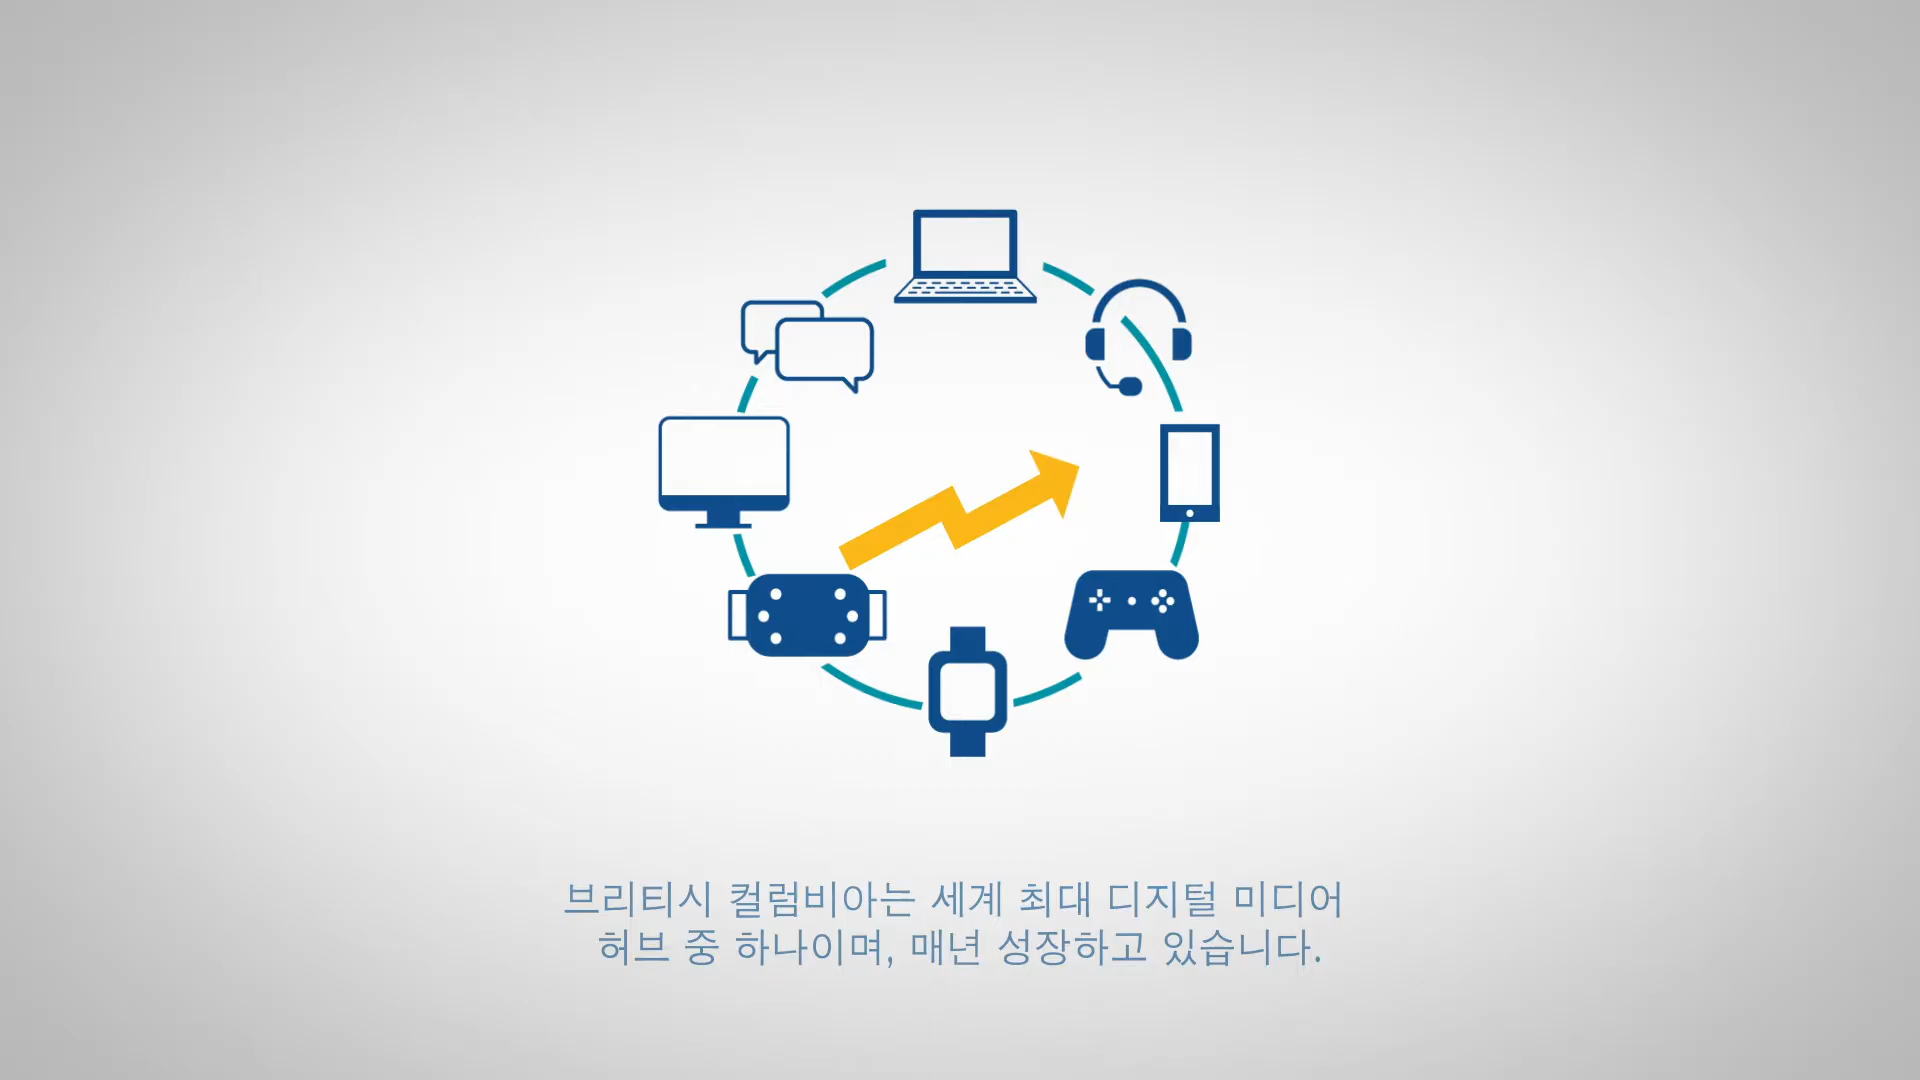 브리티시 컬럼비아는 세계 최대 디지털 미디어
허브 중 하나이며, 매년 성장하고 있습니다.